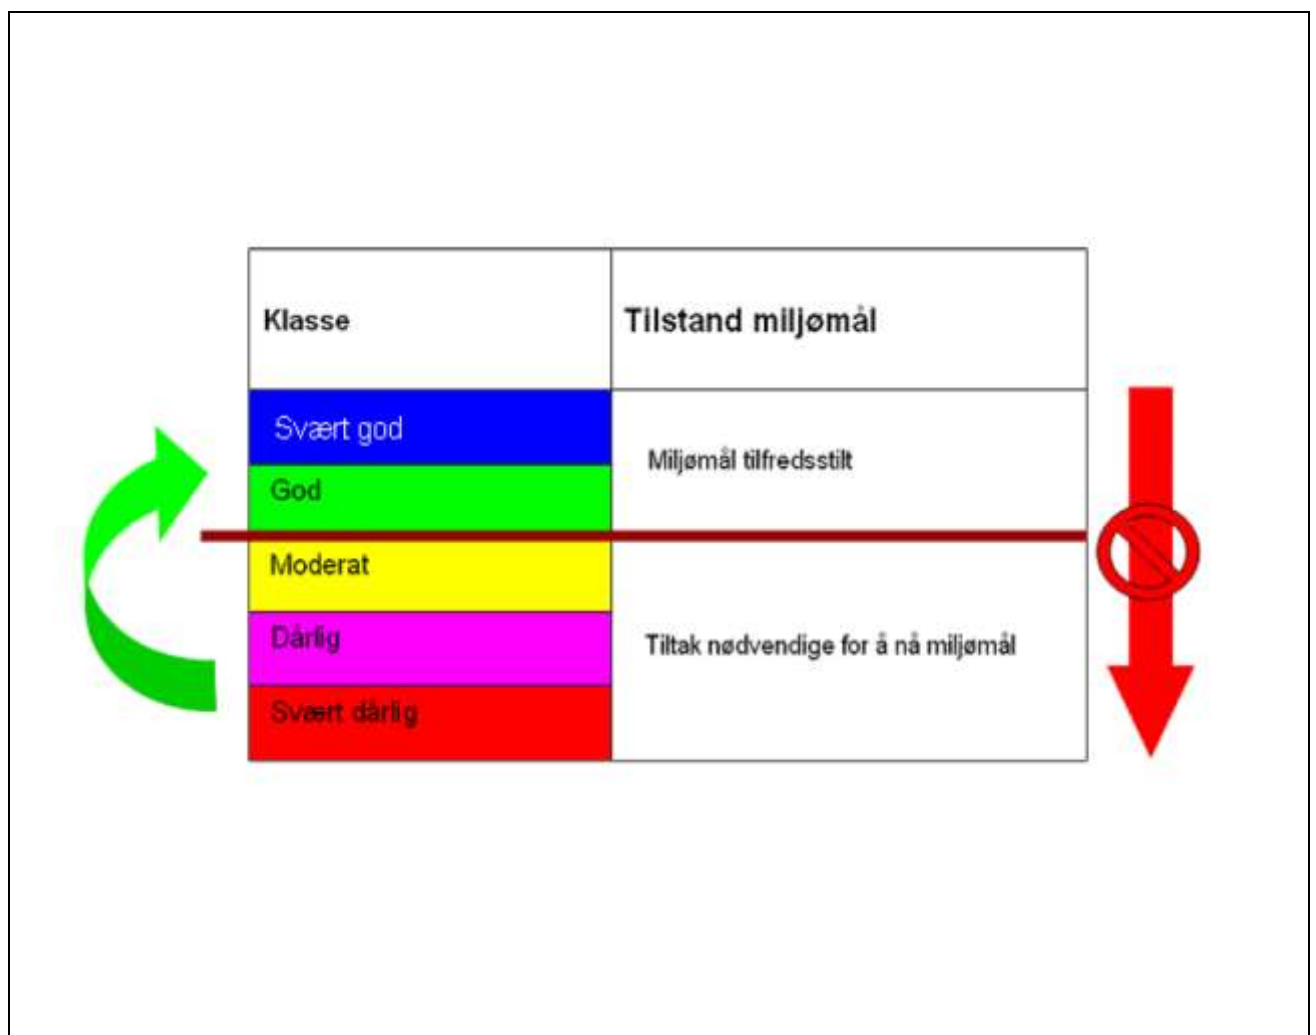 Klasse
Tilstand miljømål
Svært god
Miljømål tilfredsstilt
God
Moderat
Dårlig
Tiltak nødvendige for å nå miljømål
Svært dårlig